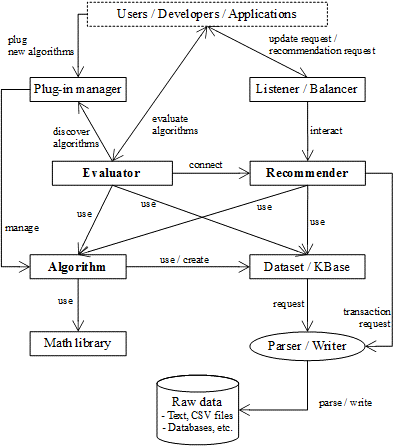 Users / Developers / Applications
plug
new algorithms
update request /
recommendation request
Plug-in manager
Listener / Balancer
discover
algorithms
evaluate
algorithms
interact
Evaluator
connect
Recommender
use
use
use
use
manage
Algorithm
use / create
Dataset / KBase
use
request
transaction
request
Math library
Parser / Writer
parse / write
Raw data
- Text, CSV files
- Databases, etc.